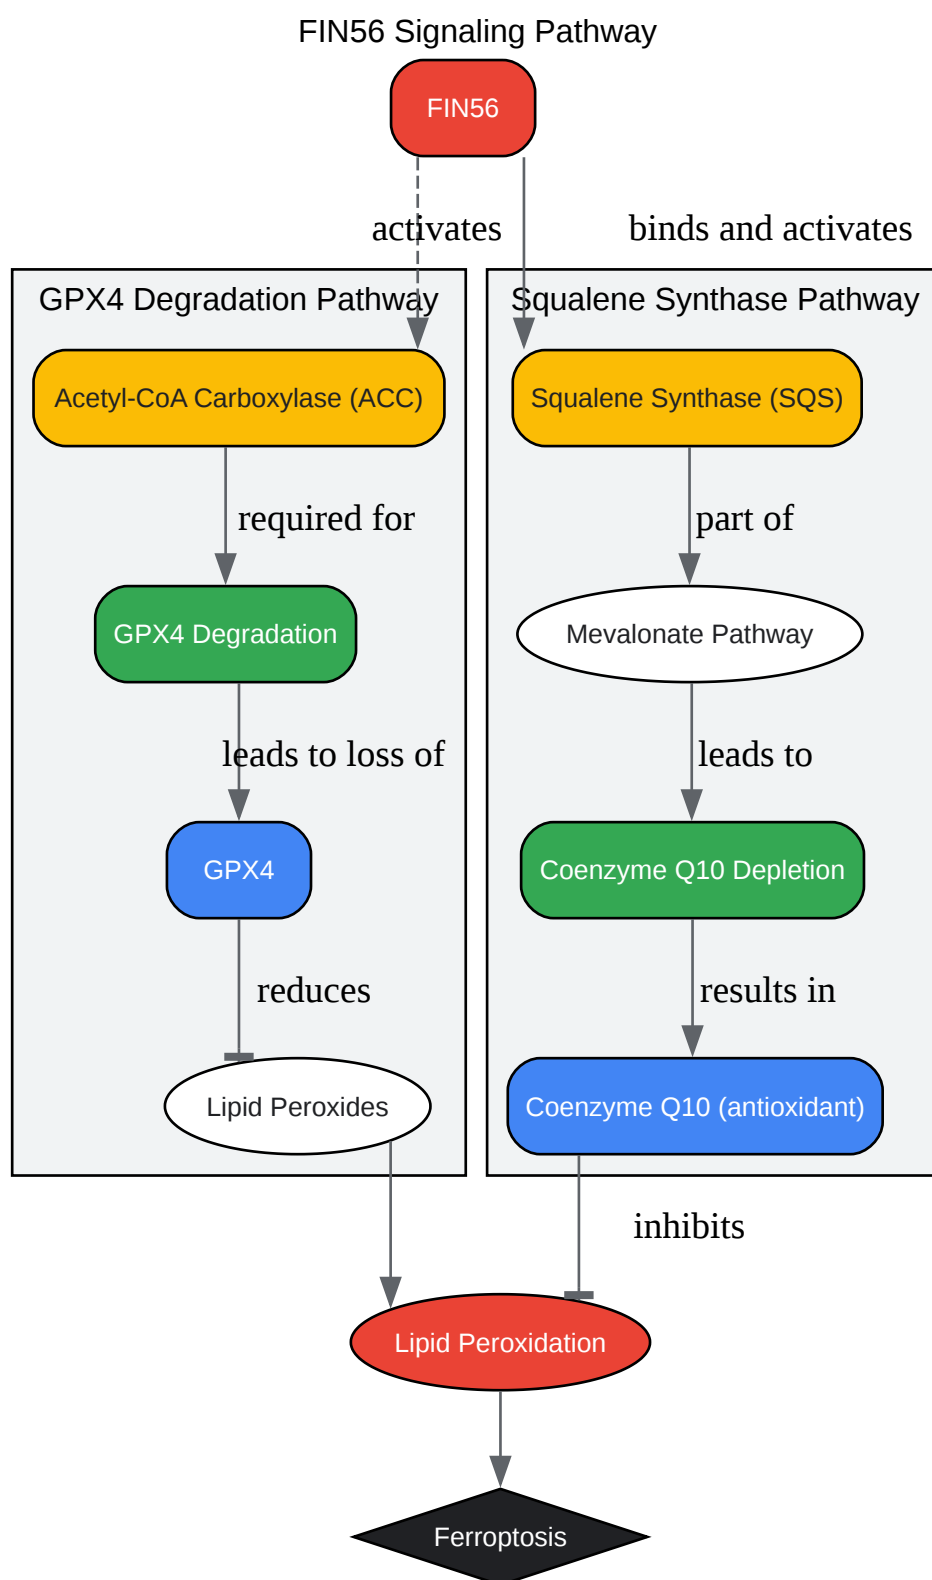 FIN56 Signaling Pathway
FIN56
activates
binds and activates
GPX4 Degradation Pathway
Squalene Synthase Pathway
Acetyl-CoA Carboxylase (ACC)
Squalene Synthase (SQS)
required for
part of
GPX4 Degradation
Mevalonate Pathway
leads to loss of
leads to
GPX4
Coenzyme Q10 Depletion
reduces
results in
Lipid Peroxides
Coenzyme Q10 (antioxidant)
inhibits
Lipid Peroxidation
Ferroptosis